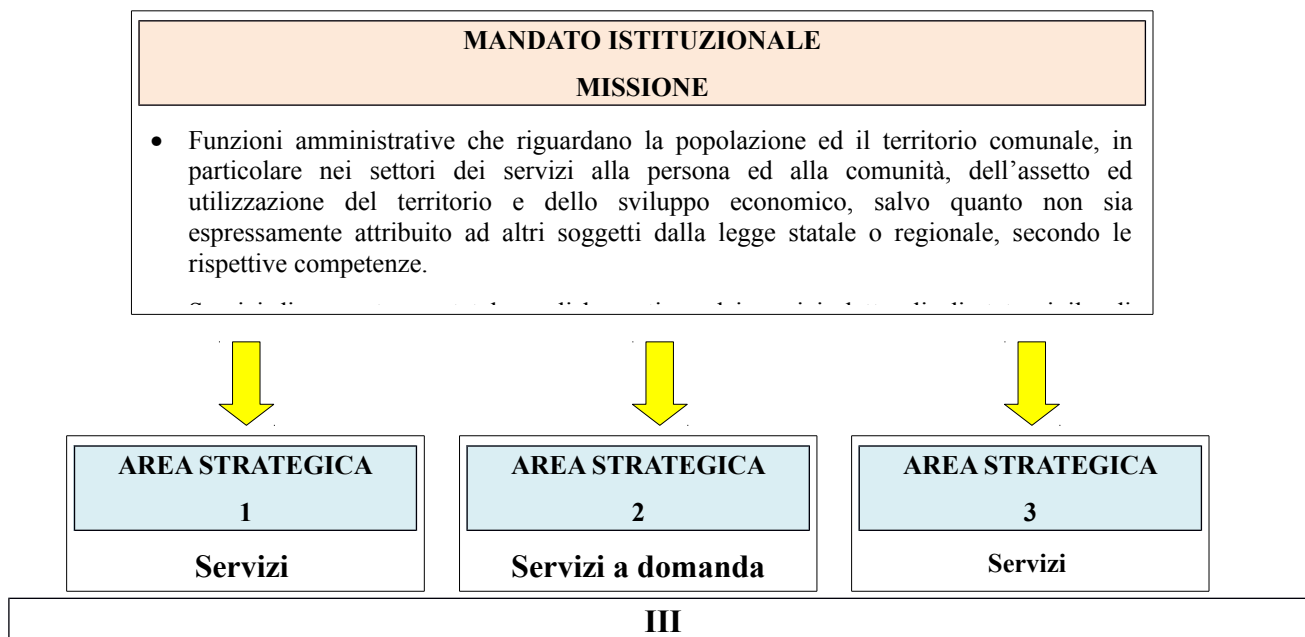 MANDATO ISTITUZIONALE
MISSIONE
• Funzioni amministrative che riguardano la popolazione ed il territorio comunale, in
particolare nei settori dei servizi alla persona ed alla comunità, dell’assetto ed
utilizzazione del territorio e dello sviluppo economico, salvo quanto non sia
espressamente attribuito ad altri soggetti dalla legge statale o regionale, secondo le
rispettive competenze.
AREA STRATEGICA
1
Servizi
AREA STRATEGICA
2
Servizi a domanda
AREA STRATEGICA
3
Servizi
III